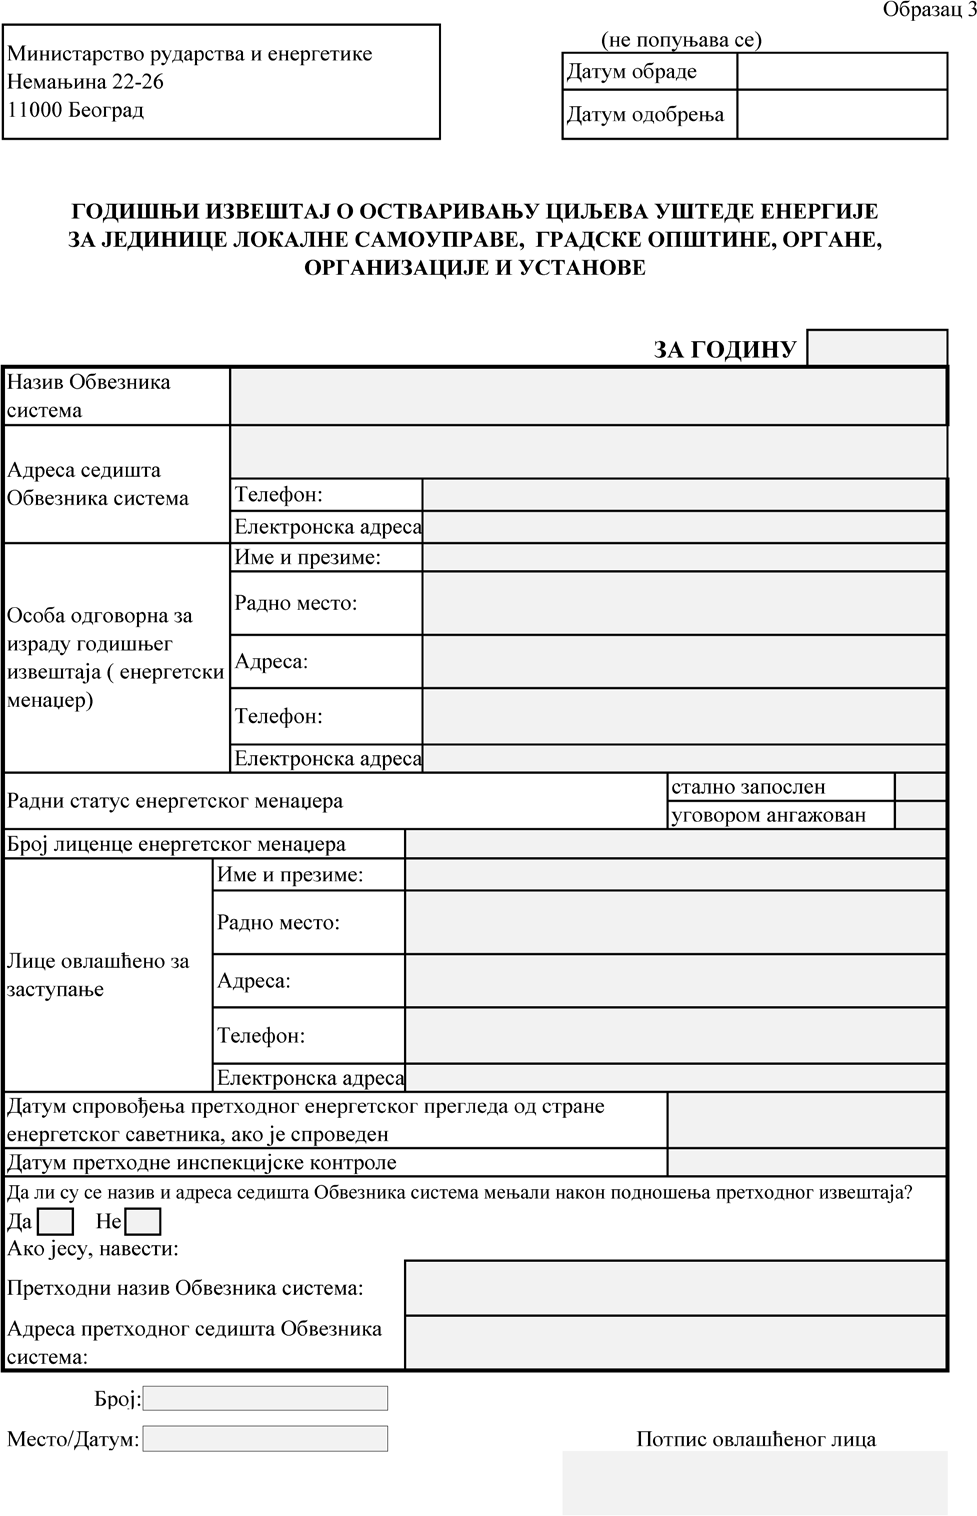 Образац 3
Министарство рударства и енергетике
Немањина 22-26
11000 Београд
(не попуњава се)
Датум обраде
Датум одобрења
ГОДИШЊИ ИЗВЕШТАЈ О ОСТВАРИВАЊУ ЦИЉЕВА УШТЕДЕ ЕНЕРГИЈЕ
ЗА ЈЕДИНИЦЕ ЛОКАЛНЕ САМОУПРАВЕ, ГРАДСКЕ ОПШТИНЕ, ОРГАНЕ,
ОРГАНИЗАЦИЈЕ И УСТАНОВЕ
ЗА ГОДИНУ
Назив Обвезника
система
Адреса седишта
Обвезника система
Телефон:
Електронска адреса
Особа одговорна за
израду годишњег
извештаја ( енергетски
менаџер)
Име и презиме:
Радно место:
Адреса:
Телефон:
Електронска адреса
Радни статус енергетског менаџера
стално запослен
уговором ангажован
Број лиценце енергетског менаџера
Лице овлашћено за
заступање
Име и презиме:
Радно место:
Адреса:
Телефон:
Електронска адреса
Датум спровођења претходног енергетског прегледа од стране
енергетског саветника, ако је спроведен
Датум претходне инспекцијске контроле
Да ли су се назив и адреса седишта Обвезника система мењали након подношења претходног извештаја?
Да Не
Ако јесу, навести:
Претходни назив Обвезника система:
Адреса претходног седишта Обвезника
система:
Број:
Место/Датум:
Потпис овлашћеног лица